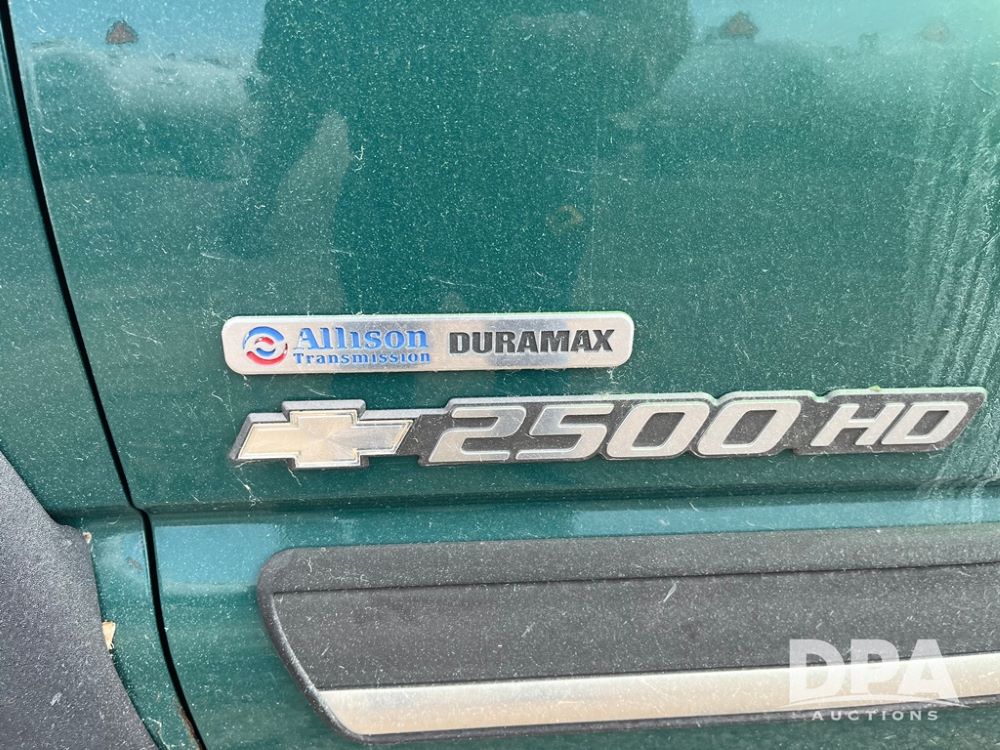 Allison Transmission DURAMAX
2500 HD
DPA
AUCTIONS